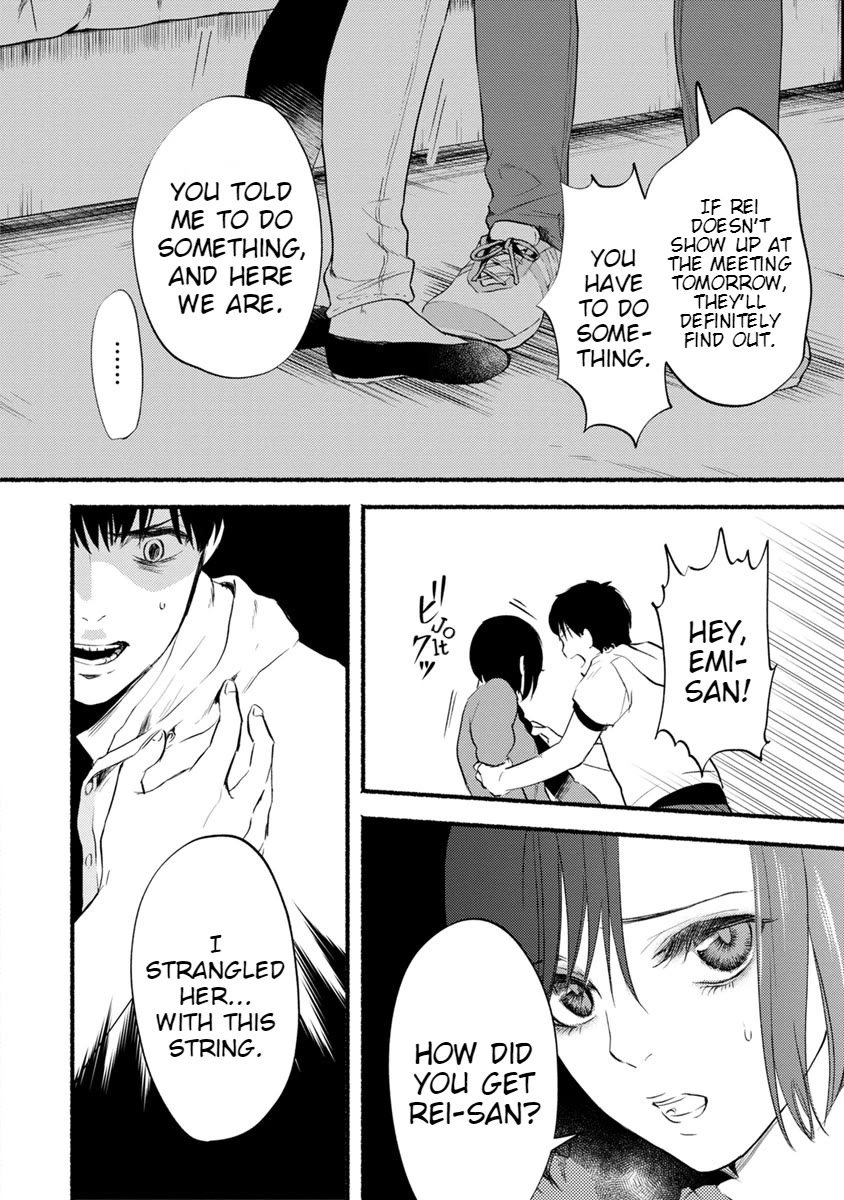 IF REI
DOESN'T
SHOW UP AT
THE MEETING
TOMORROW,
THEY'LL
DEFINITELY
FIND OUT.
YOU
HAVE
TO DO
SOME-
THING.
YOU TOLD
ME TO DO
SOMETHING,
AND HERE
WE ARE.
......
HEY,
EMI-
SAN!
ビクッ
JOlt
HOW DID
YOU GET
REI-SAN?
I
STRANGLED
HER...
WITH THIS
STRING.